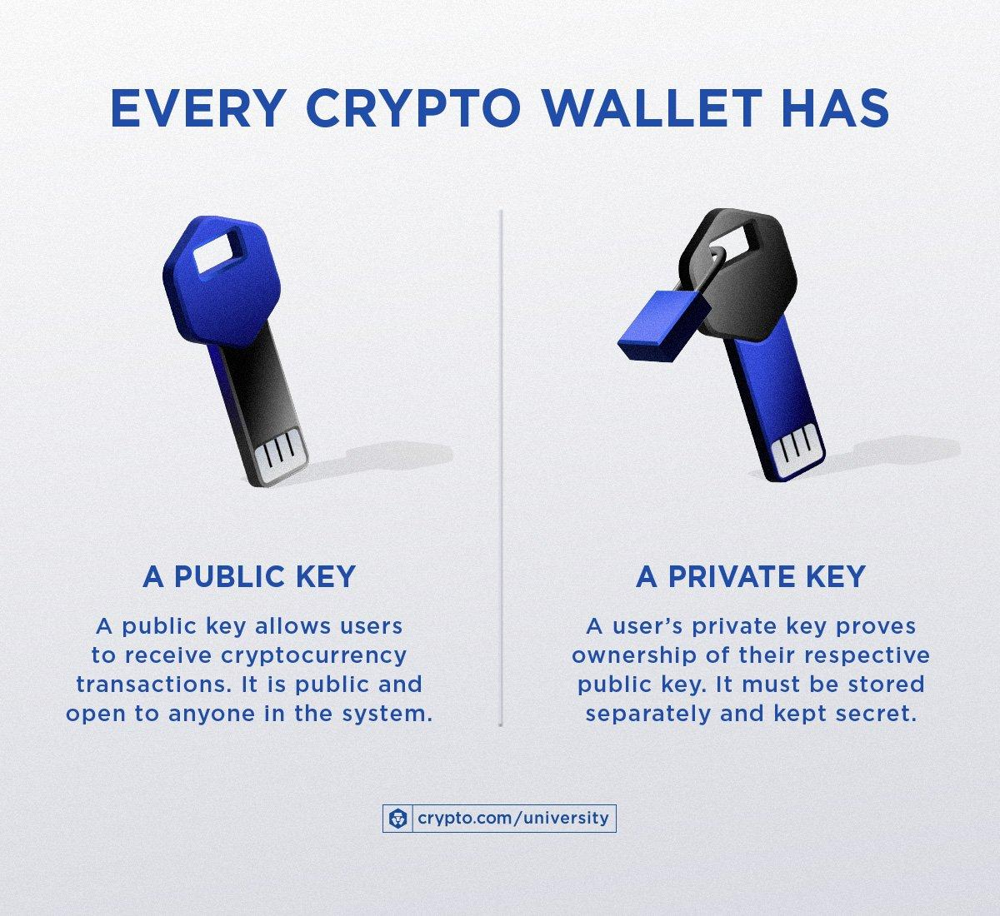 EVERY CRYPTO WALLET HAS
A PUBLIC KEY
A public key allows users
to receive cryptocurrency
transactions. It is public and
open to anyone in the system.
A PRIVATE KEY
A user’s private key proves
ownership of their respective
public key. It must be stored
separately and kept secret.
crypto.com/university